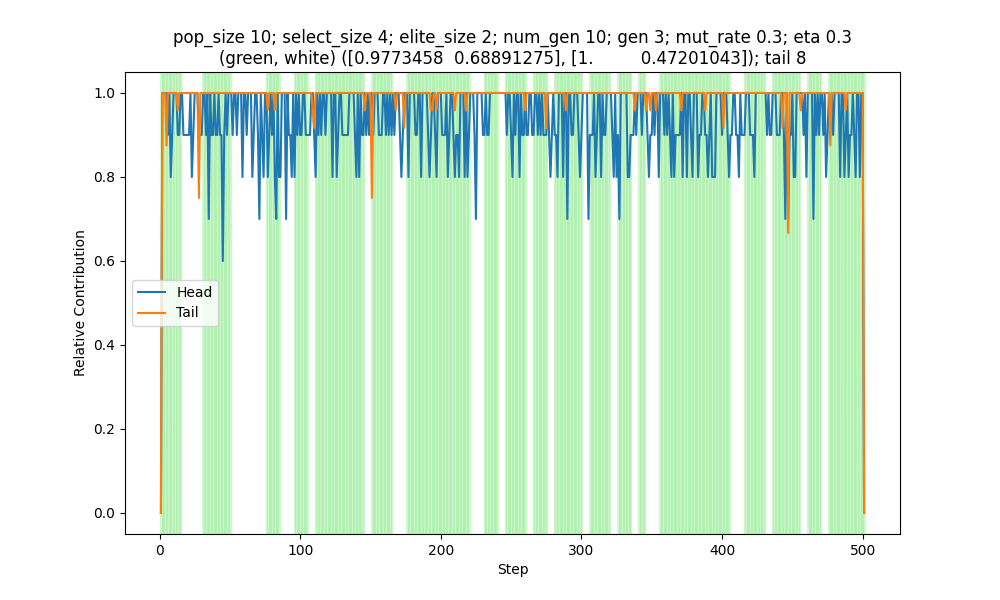 pop_size 10; select_size 4; elite_size 2; num_gen 10; gen 3; mut_rate 0.3; eta 0.3
(green, white) ([0.9773458  0.68891275], [1.         0.47201043]); tail 8
1.0
0.8
0.6
0.4
0.2
0.0
Relative Contribution
Head
Tail
0
100
200
300
400
500
Step